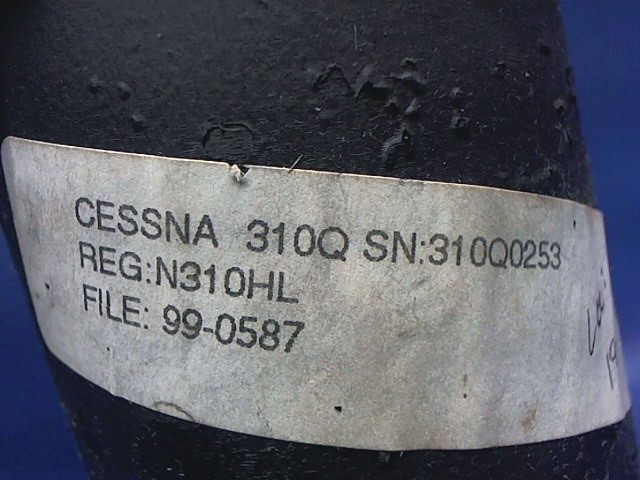 CESSNA 310Q SN:310Q0253
REG:N310HL
FILE: 99-0587